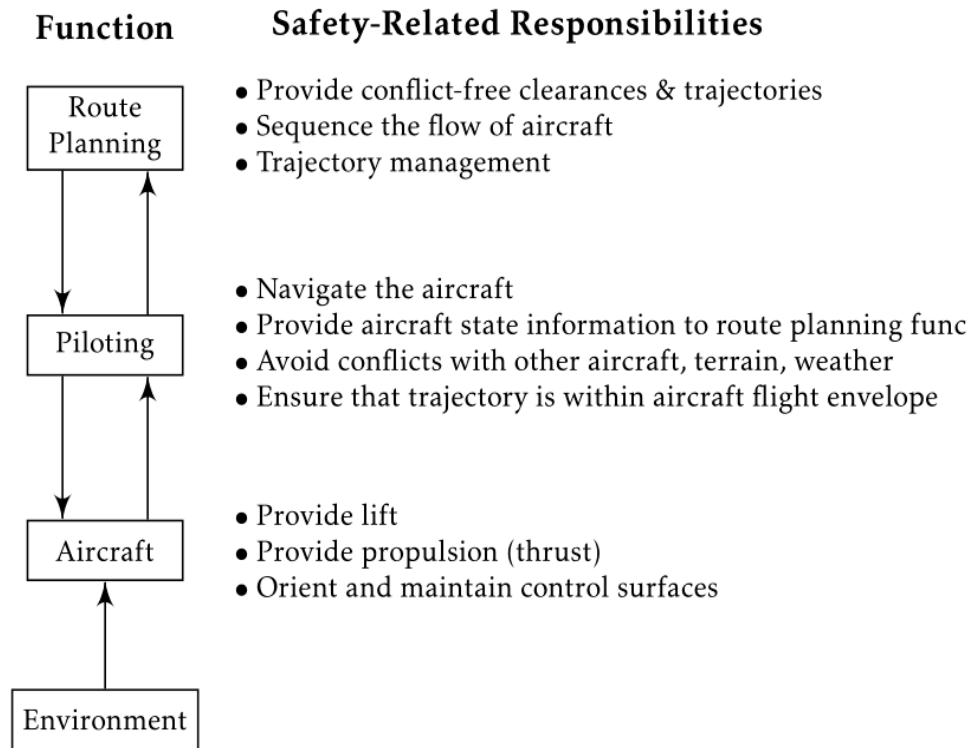 Function
Safety-Related Responsibilities
Route
Planning
• Provide conflict-free clearances & trajectories
• Sequence the flow of aircraft
• Trajectory management
Piloting
• Navigate the aircraft
• Provide aircraft state information to route planning func
• Avoid conflicts with other aircraft, terrain, weather
• Ensure that trajectory is within aircraft flight envelope
Aircraft
• Provide lift
• Provide propulsion (thrust)
• Orient and maintain control surfaces
Environment